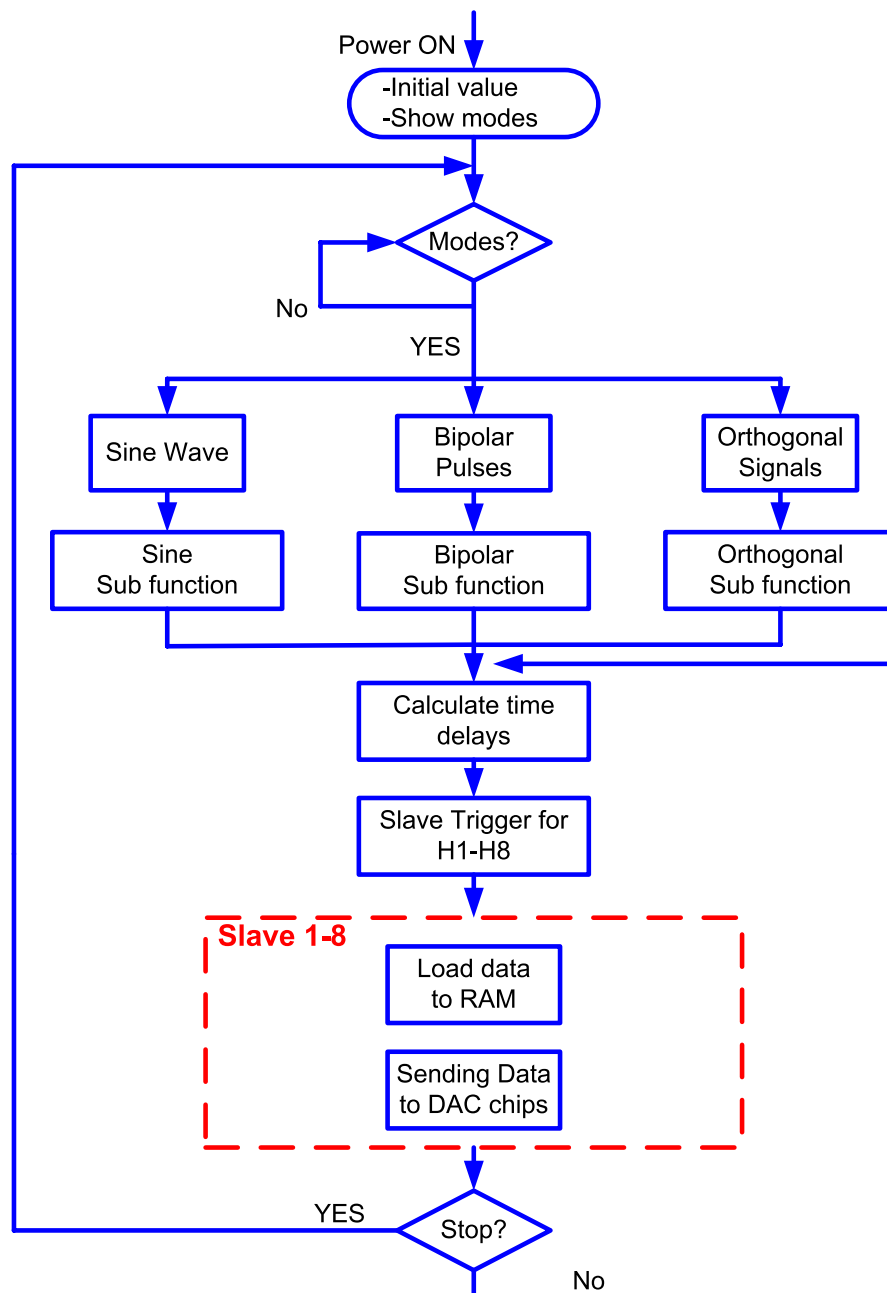 Power ON
-Initial value
-Show modes
Modes?
No
YES
Sine Wave
Bipolar
Pulses
Orthogonal
Signals
Sine
Sub function
Bipolar
Sub function
Orthogonal
Sub function
Calculate time
delays
Slave Trigger for
H1-H8
Slave 1-8
Load data
to RAM
Sending Data
to DAC chips
YES
Stop?
No